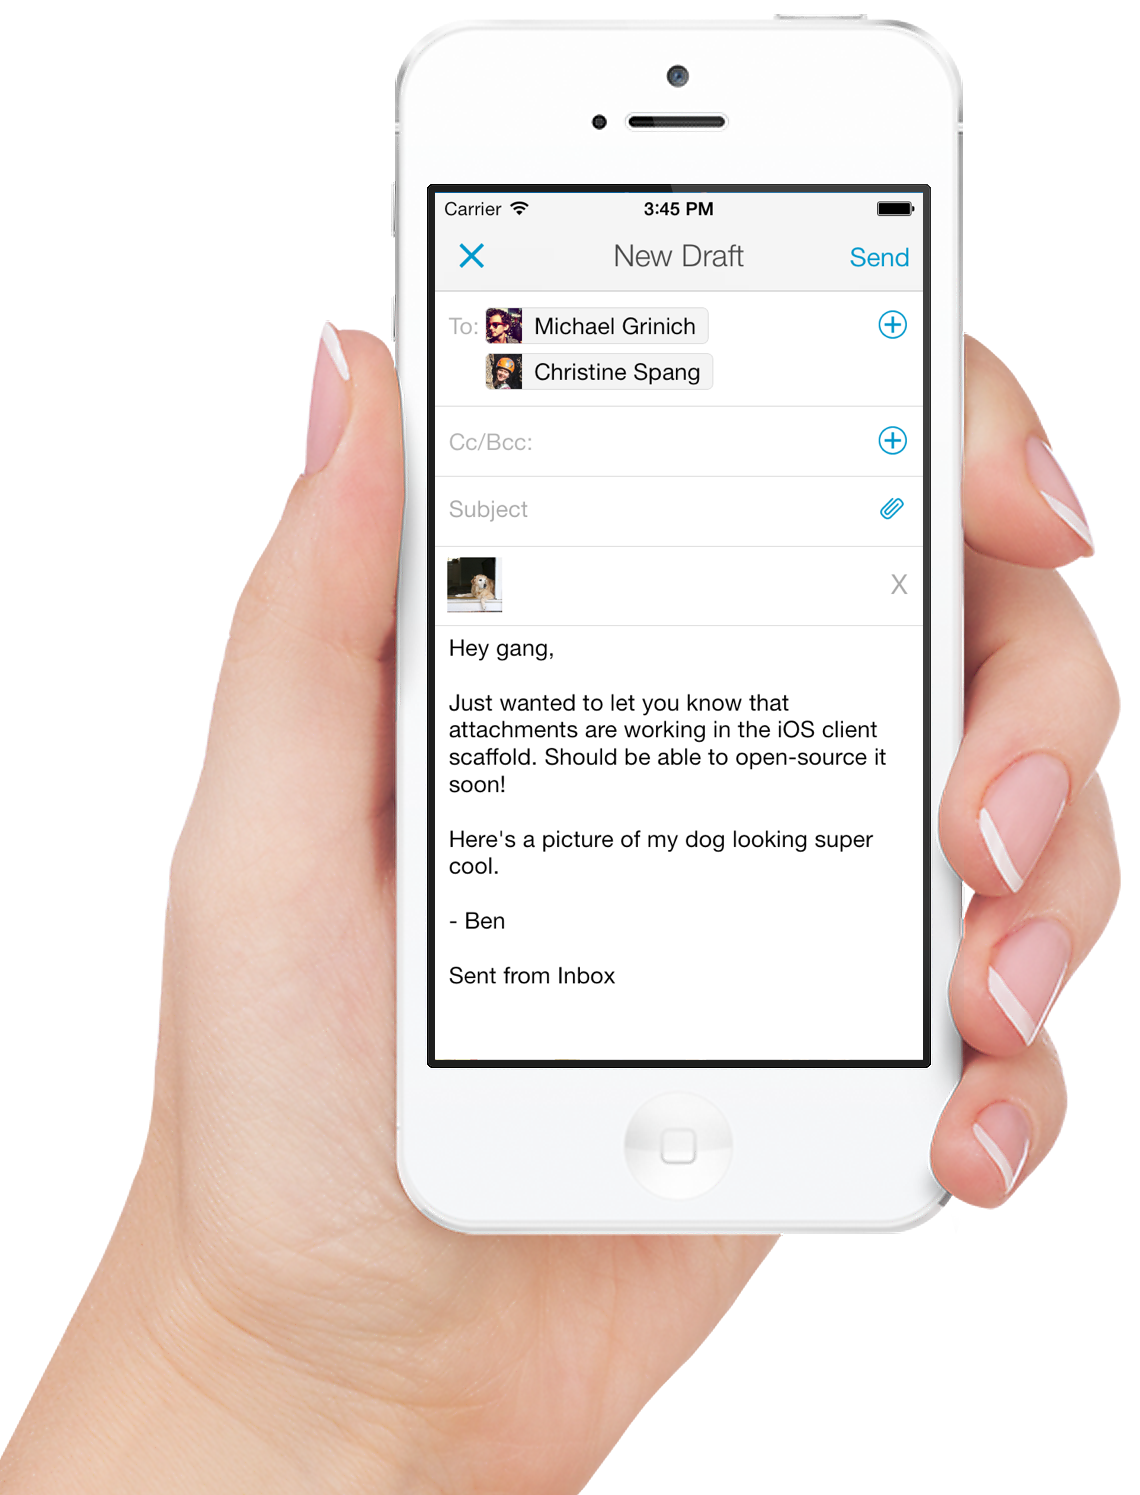 Carrier 3:45 PM
New Draft Send
To: Michael Grinich
Christine Spang
Cc/Bcc:
Subject
X
Hey gang,
Just wanted to let you know that
attachments are working in the iOS client
scaffold. Should be able to open-source it
soon!
Here's a picture of my dog looking super
cool.
- Ben
Sent from Inbox